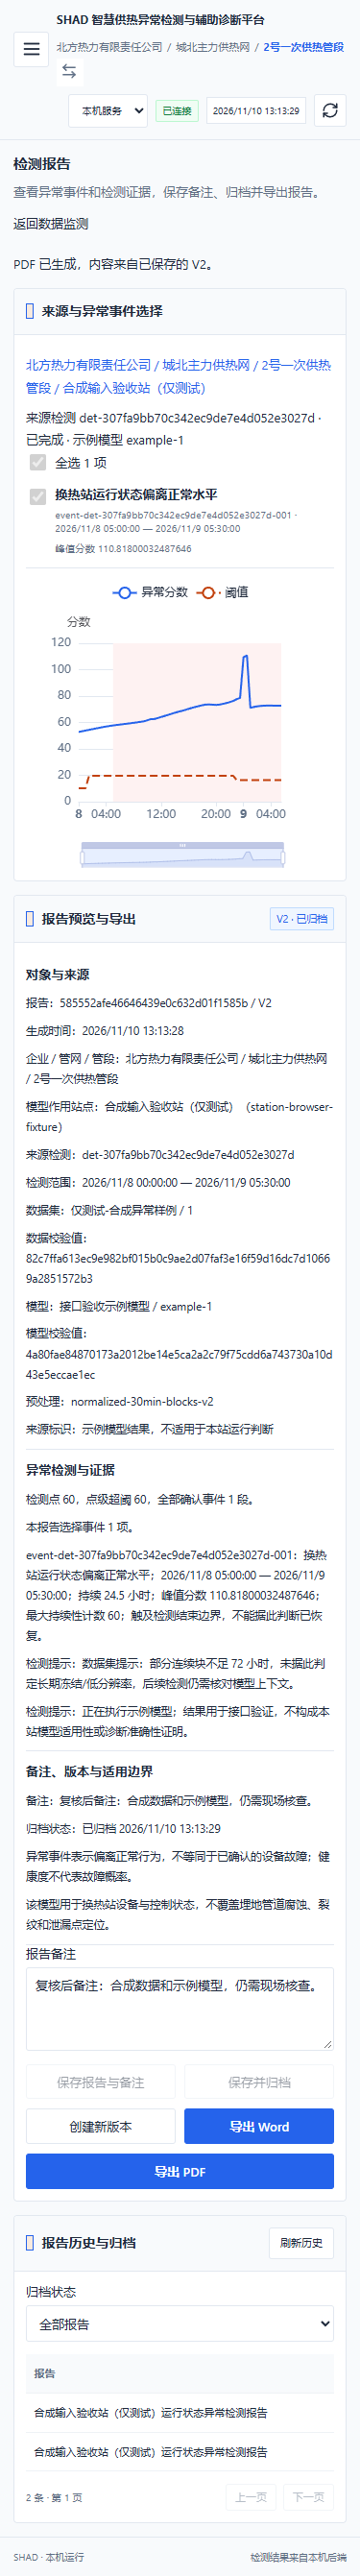 SHAD 智慧供热异常检测与辅助诊断平台
北方热力有限责任公司 / 城北主力供热网 / 2号一次供热管段
本机服务
已连接
2026/11/10 13:13:29
检测报告
查看异常事件和检测证据，保存备注、归档并导出报告。
返回数据监测
PDF 已生成，内容来自已保存的 V2。
来源与异常事件选择
北方热力有限责任公司 / 城北主力供热网 / 2号一次供热
管段 / 合成输入验收站（仅测试）
来源检测 det-307fa9bb70c342ec9de7e4d052e3027d ·
已完成 · 示例模型 example-1
全选 1 项
换热站运行状态偏离正常水平
event-det-307fa9bb70c342ec9de7e4d052e3027d-001 ·
2026/11/8 05:00:00 — 2026/11/9 05:30:00
峰值分数 110.81800032487646
异常分数
阈值
分数
120
100
80
60
40
20
0
8 04:00 12:00 20:00 9 04:00
报告预览与导出
V2 · 已归档
对象与来源
报告：585552afe46646439e0c632d01f1585b / V2
生成时间：2026/11/10 13:13:28
企业 / 管网 / 管段：北方热力有限责任公司 / 城北主力供热网
/ 2号一次供热管段
模型作用站点：合成输入验收站（仅测试）（station-browser-
fixture）
来源检测：det-307fa9bb70c342ec9de7e4d052e3027d
检测范围：2026/11/8 00:00:00 — 2026/11/9 05:30:00
数据集：仅测试-合成异常样例 / 1
数据校验值：
82c7ffa613ec9e982bf015b0c9ae2d07faf3e16f59d16dc7d1066
9a2851572b3
模型：接口验收示例模型 / example-1
模型校验值：
4a80fae84870173a2012be14e5ca2a2c79f75cdd6a743730a10d
43e5eccae1ec
预处理：normalized-30min-blocks-v2
来源标识：示例模型结果，不适用于本站运行判断
异常检测与证据
检测点 60，点级超阈 60，全部确认事件 1 段。
本报告选择事件 1 项。
event-det-307fa9bb70c342ec9de7e4d052e3027d-001：换热
站运行状态偏离正常水平；2026/11/8 05:00:00 — 2026/11/9
05:30:00；持续 24.5 小时；峰值分数 110.81800032487646；
最大持续性计数 60；触及检测结束边界，不能据此判断已恢
复。
检测提示：数据集提示：部分连续块不足 72 小时，未据此判
定长期冻结/低分辨率，后续检测仍需核对模型上下文。
检测提示：正在执行示例模型；结果用于接口验证，不构成本
站模型适用性或诊断准确性证明。
备注、版本与适用边界
备注：复核后备注：合成数据和示例模型，仍需现场核查。
归档状态：已归档 2026/11/10 13:13:29
异常事件表示偏离正常行为，不等同于已确认的设备故障；健
康度不代表故障概率。
该模型用于换热站设备与控制状态，不覆盖埋地管道腐蚀、裂
纹和泄漏点定位。
报告备注
复核后备注：合成数据和示例模型，仍需现场核查。
保存报告与备注
保存并归档
创建新版本
导出 Word
导出 PDF
报告历史与归档
刷新历史
归档状态
全部报告
报告
合成输入验收站（仅测试）运行状态异常检测报告
合成输入验收站（仅测试）运行状态异常检测报告
2 条 · 第 1 页
上一页
下一页
SHAD · 本机运行
检测结果来自本机后端